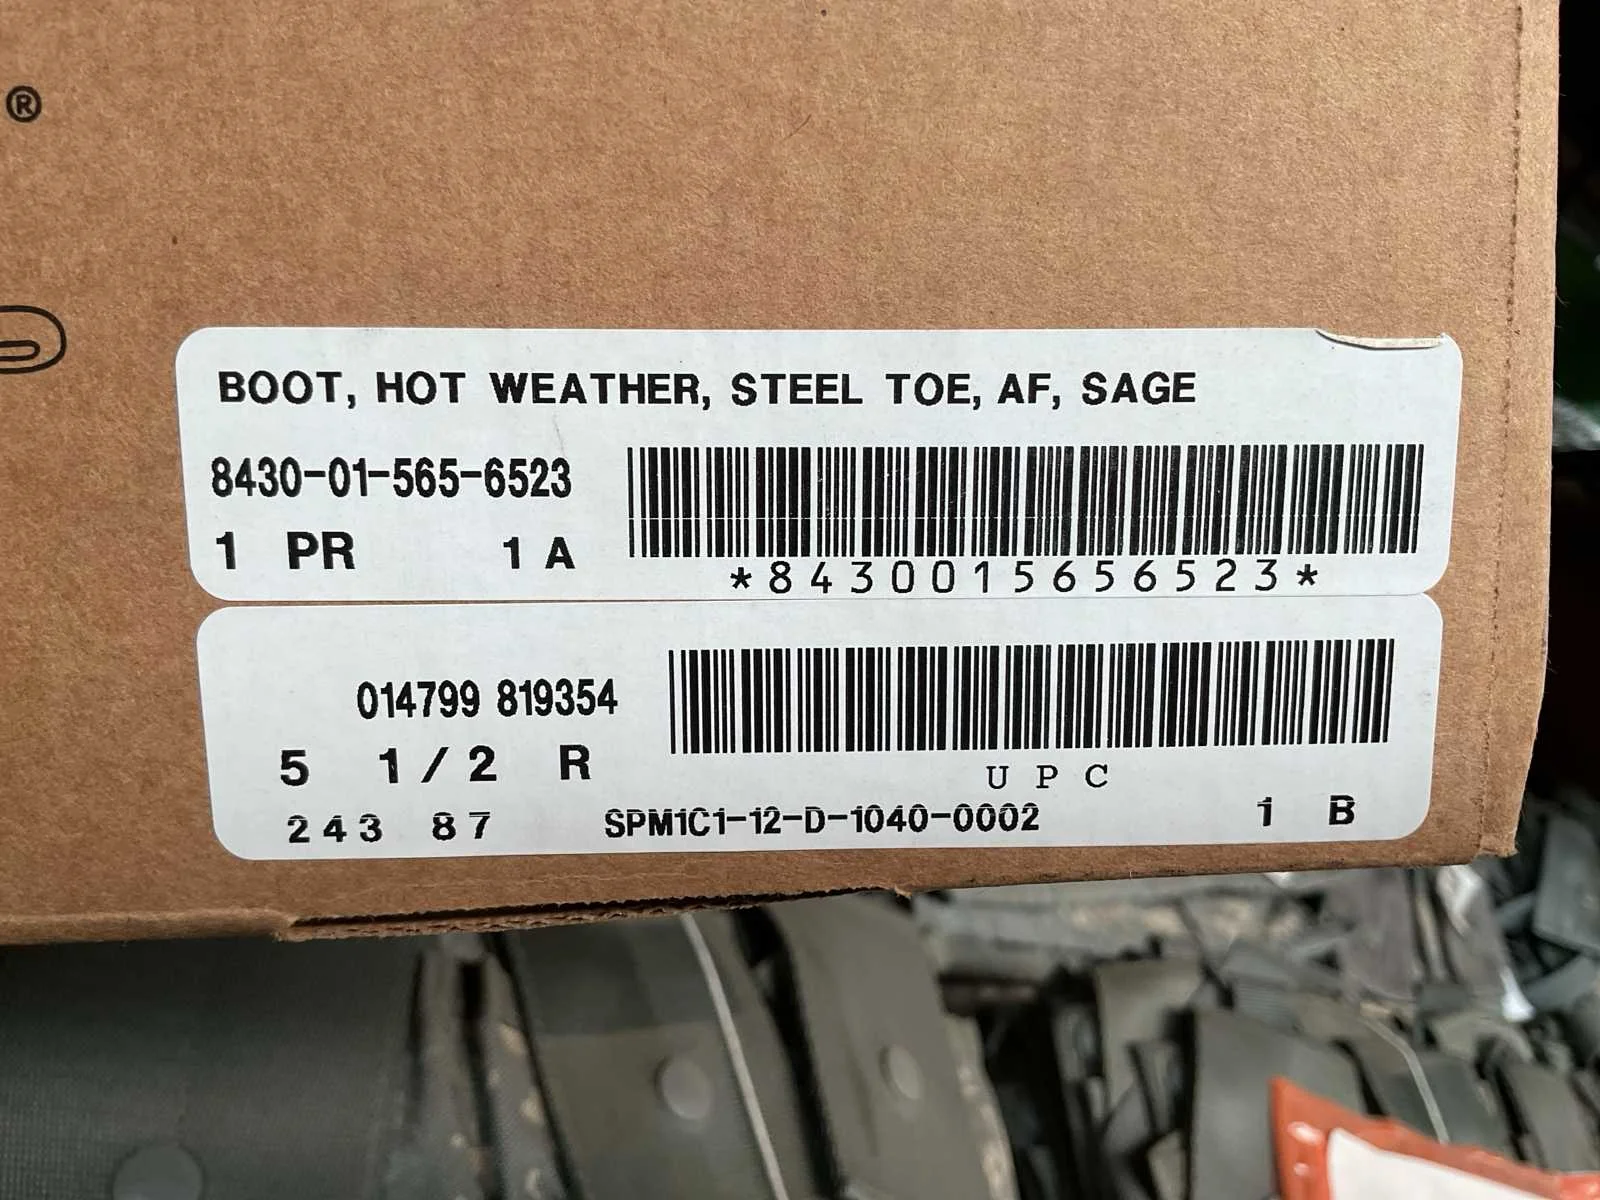 ®
BOOT, HOT WEATHER, STEEL TOE, AF, SAGE
8430-01-565-6523
1 PR 1 A
*8430015656523*
014799 819354
5 1/2 R
UPC
243 87 SPM1C1-12-D-1040-0002 1 B